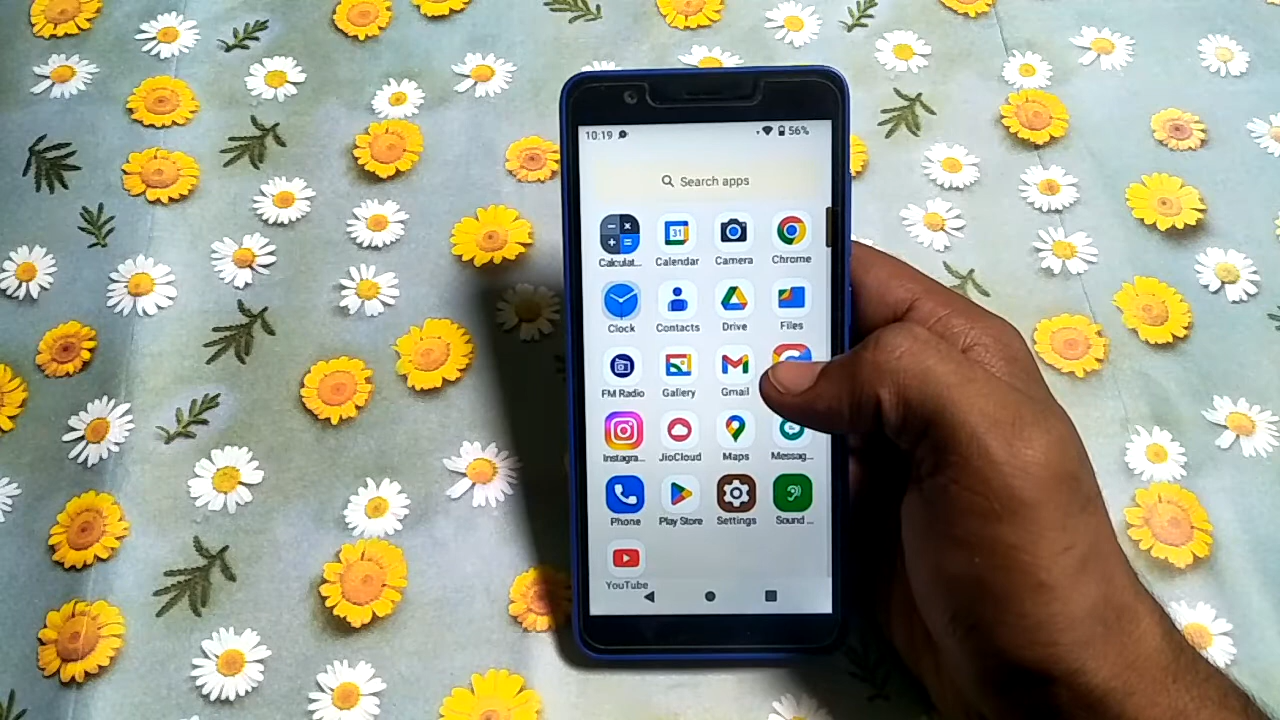 10:19 56%
Search apps
31
Calculat... Calendar Camera Chrome
Clock Contacts Drive Files
FM Radio Gallery Gmail
Instagra... JioCloud Maps Messag...
Phone Play Store Settings Sound ...
YouTube